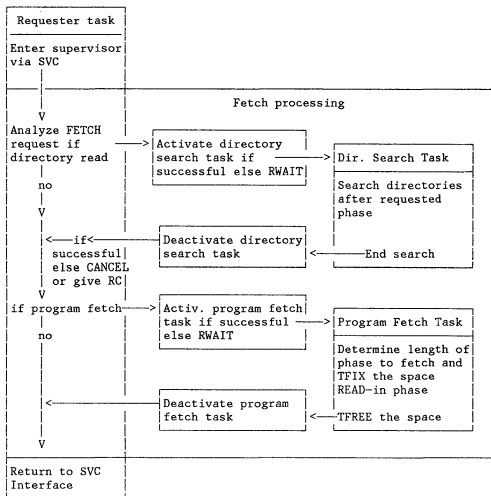 Requester task
Enter supervisor
via SVC
Fetch processing
V
Analyze FETCH
request if
directory read
Activate directory
search task if
successful else RWAIT
Dir. Search Task
Search directories
after requested
phase
End search
no
V
Deactivate directory
search task
if
successful
else CANCEL
or give RC
V
if program fetch
Activ. program fetch
task if successful
else RWAIT
Program Fetch Task
Determine length of
phase to fetch and
TFIX the space
READ-in phase
TFREE the space
no
Deactivate program
fetch task
V
Return to SVC
Interface